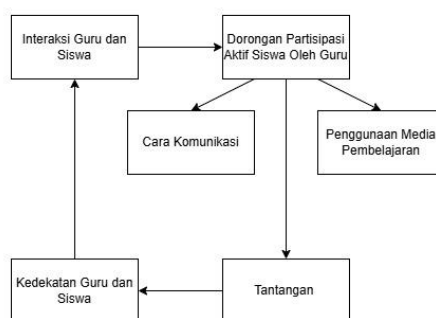 Interaksi Guru dan
Siswa
Dorongan Partisipasi
Aktif Siswa Oleh Guru
Cara Komunikasi
Penggunaan Media
Pembelajaran
Kedekatan Guru dan
Siswa
Tantangan